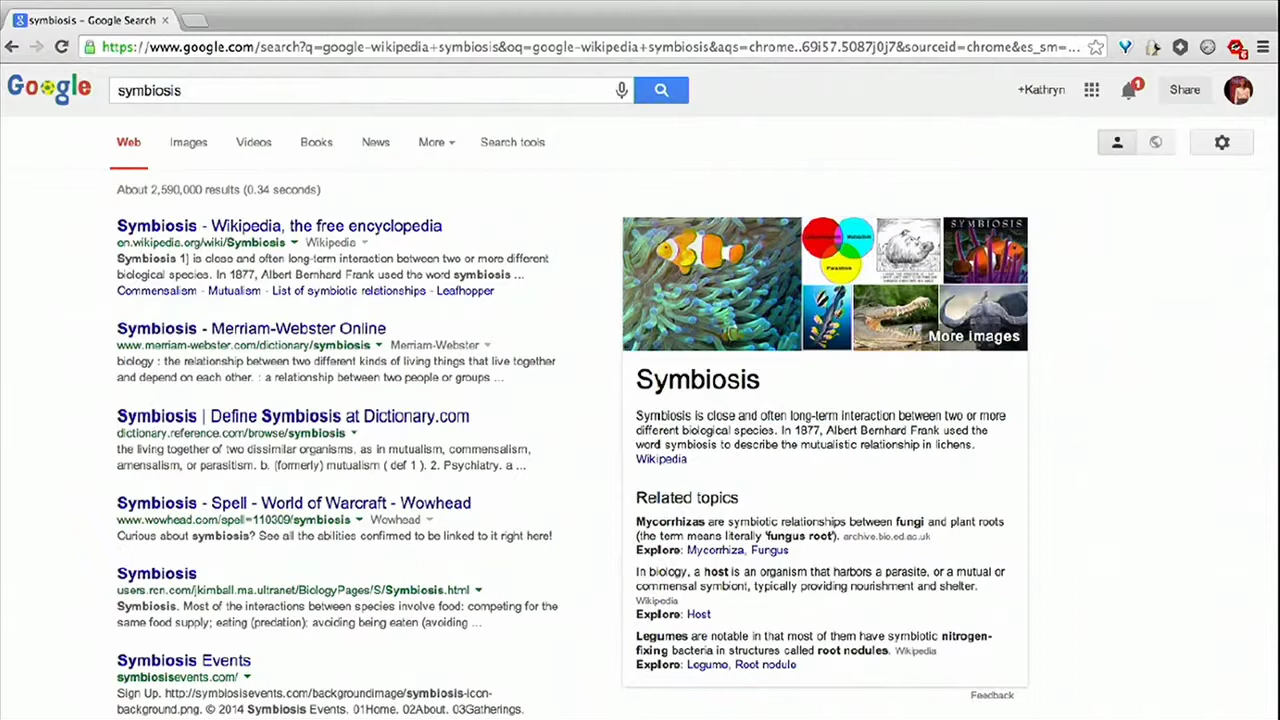 symbiosis - Google Search
https://www.google.com/search?q=google-wikipedia+symbiosis&oq=google-wikipedia+symbiosis&aqs=chrome..69i57.5087j0j7&sourceid=chrome&es_sm=...
6
Google
symbiosis
+Kathryn
1
Share
Web Images Videos Books News More Search tools
About 2,590,000 results (0.34 seconds)
Symbiosis - Wikipedia, the free encyclopedia
en.wikipedia.org/wiki/Symbiosis Wikipedia
Symbiosis 1] is close and often long-term interaction between two or more different
biological species. In 1877, Albert Bernhard Frank used the word symbiosis ...
Commensalism - Mutualism - List of symbiotic relationships - Leafhopper
Symbiosis - Merriam-Webster Online
www.merriam-webster.com/dictionary/symbiosis Merriam-Webster
biology : the relationship between two different kinds of living things that live together
and depend on each other. : a relationship between two people or groups ...
Symbiosis | Define Symbiosis at Dictionary.com
dictionary.reference.com/browse/symbiosis
the living together of two dissimilar organisms, as in mutualism, commensalism,
amensalism, or parasitism. b. (formerly) mutualism ( def 1 ). 2. Psychiatry. a ...
Symbiosis - Spell - World of Warcraft - Wowhead
www.wowhead.com/spell=110309/symbiosis Wowhead
Curious about symbiosis? See all the abilities confirmed to be linked to it right here!
Symbiosis
users.rcn.com/jkimball.ma.ultranet/BiologyPages/S/Symbiosis.html
Symbiosis. Most of the interactions between species involve food: competing for the
same food supply; eating (predation); avoiding being eaten (avoiding ...
Symbiosis Events
symbiosisevents.com/
Sign Up. http://symbiosisevents.com/backgroundimage/symbiosis-icon-
background.png. © 2014 Symbiosis Events. 01Home. 02About. 03Gatherings.
SYMBIOSIS
Parasitism
More images
Symbiosis
Symbiosis is close and often long-term interaction between two or more
different biological species. In 1877, Albert Bernhard Frank used the
word symbiosis to describe the mutualistic relationship in lichens.
Wikipedia
Related topics
Mycorrhizas are symbiotic relationships between fungi and plant roots
(the term means literally 'fungus root'). archive.bio.ed.ac.uk
Explore: Mycorrhiza, Fungus
In biology, a host is an organism that harbors a parasite, or a mutual or
commensal symbiont, typically providing nourishment and shelter.
Wikipedia
Explore: Host
Legumes are notable in that most of them have symbiotic nitrogen-
fixing bacteria in structures called root nodules. Wikipedia
Explore: Legume, Root nodule
Feedback